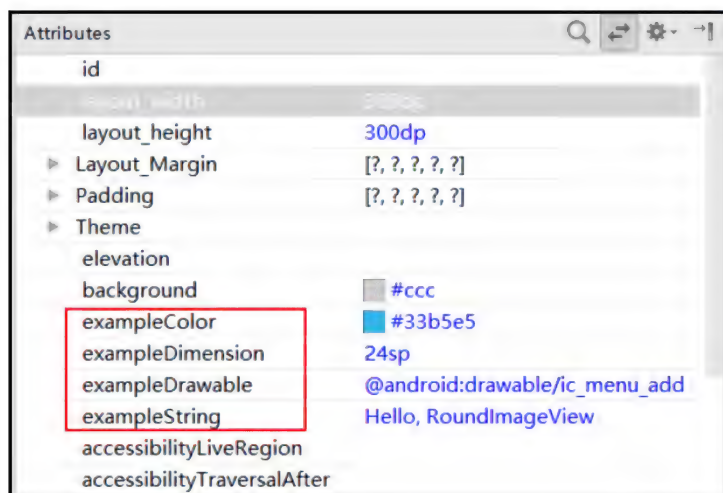 Attributes
id
layout_width
layout_height 300dp
Layout_Margin [?, ?, ?, ?, ?]
Padding [?, ?, ?, ?, ?]
Theme
elevation
background #ccc
exampleColor #33b5e5
exampleDimension 24sp
exampleDrawable @android:drawable/ic_menu_add
exampleString Hello, RoundImageView
accessibilityLiveRegion
accessibilityTraversalAfter